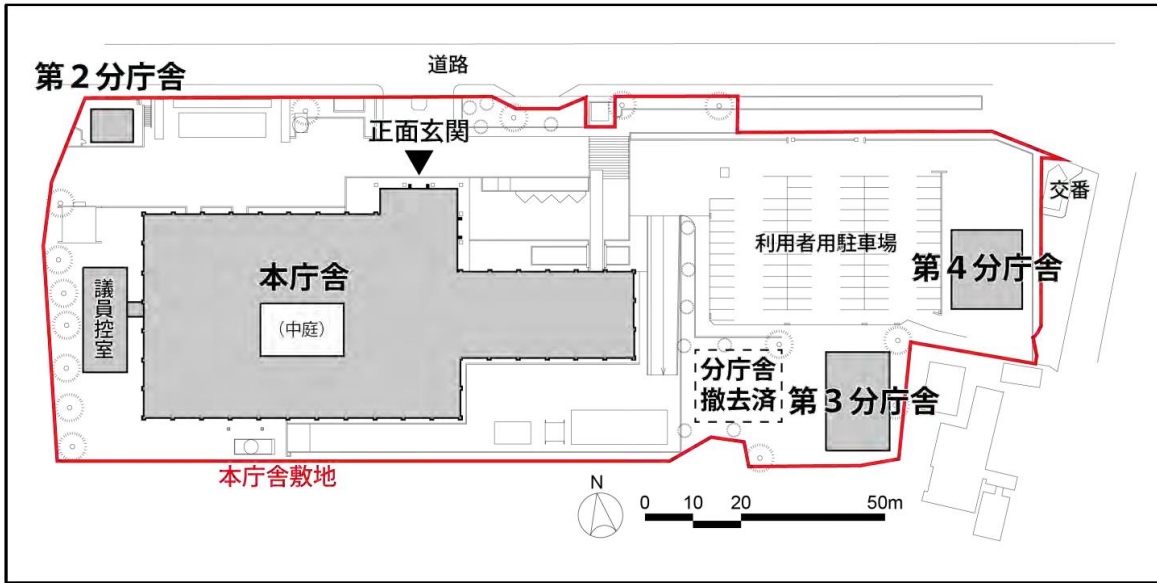 道路
第２分庁舎
正面玄関
交番
利用者用駐車場
本庁舎
第４分庁舎
議員控室
（中庭）
分庁舎
撤去済
第３分庁舎
本庁舎敷地
N
0 10 20 50m